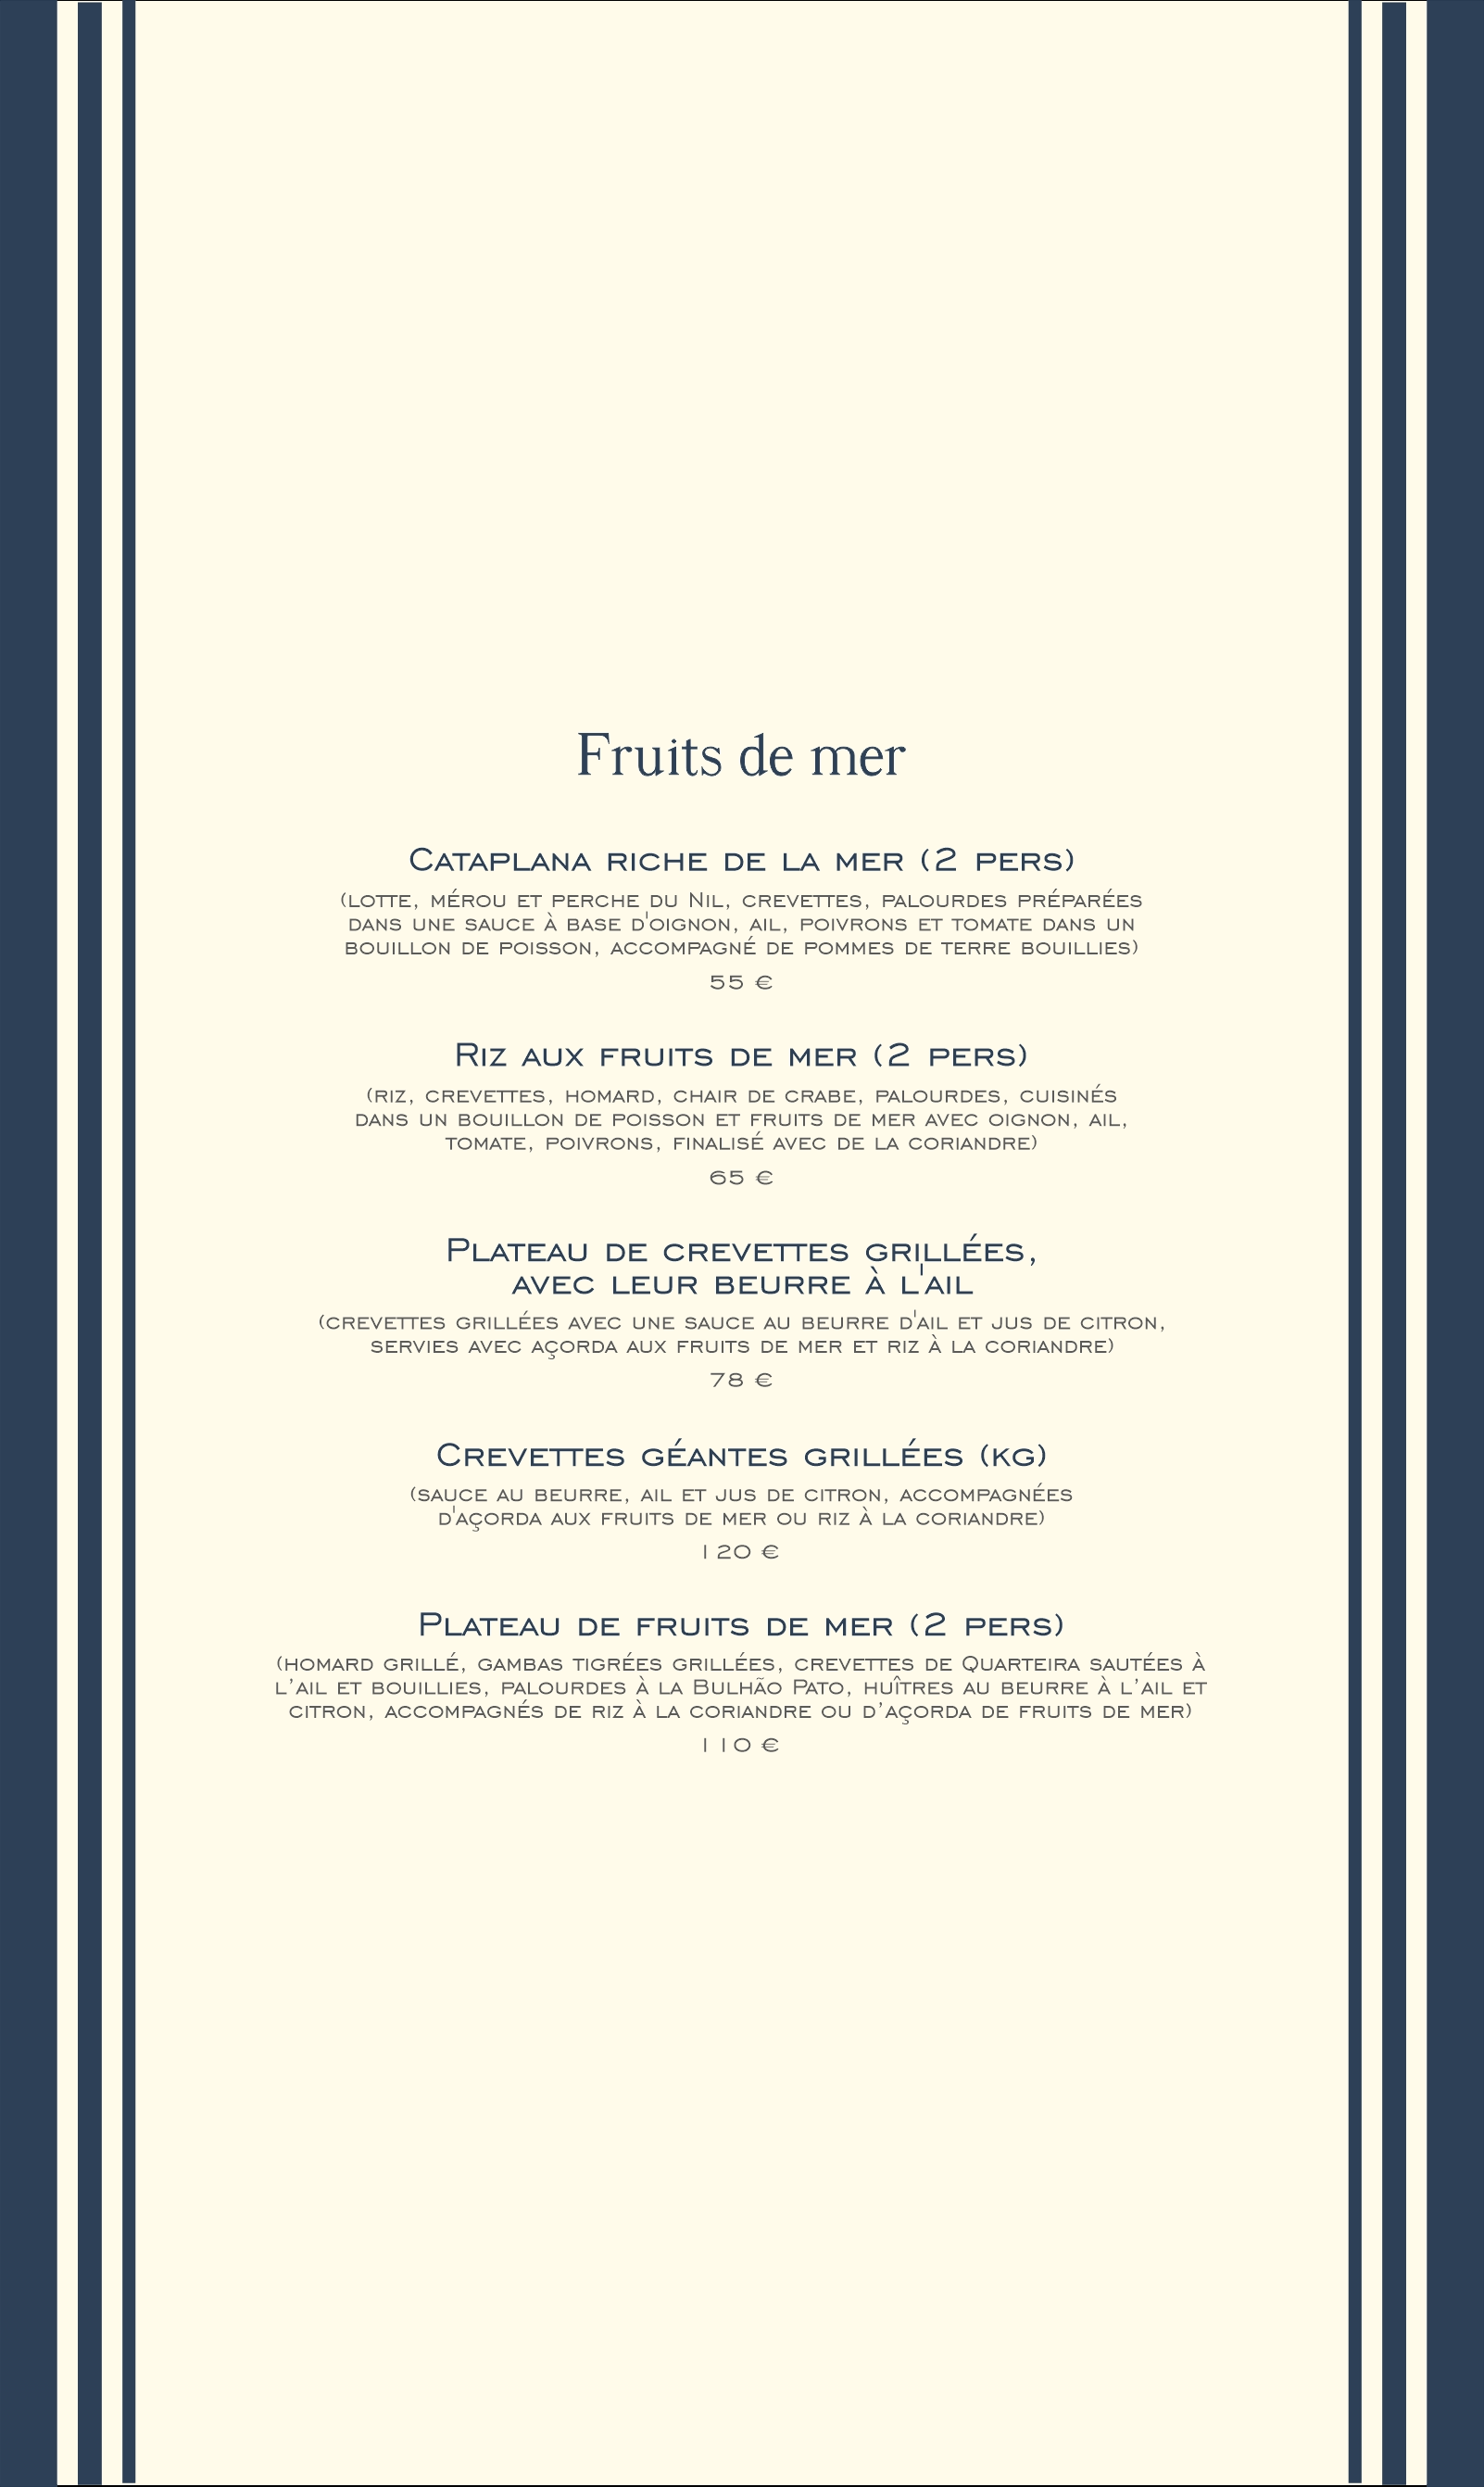 Fruits de mer
Cataplana riche de la mer (2 pers)
(lotte, mérou et perche du Nil, crevettes, palourdes préparées
dans une sauce à base d'oignon, ail, poivrons et tomate dans un
bouillon de poisson, accompagné de pommes de terre bouillies)
55 €
Riz aux fruits de mer (2 pers)
(riz, crevettes, homard, chair de crabe, palourdes, cuisinés
dans un bouillon de poisson et fruits de mer avec oignon, ail,
tomate, poivrons, finalisé avec de la coriandre)
65 €
Plateau de crevettes grillées,
avec leur beurre à l'ail
(crevettes grillées avec une sauce au beurre d'ail et jus de citron,
servies avec açorda aux fruits de mer et riz à la coriandre)
78 €
Crevettes géantes grillées (kg)
(sauce au beurre, ail et jus de citron, accompagnées
d'açorda aux fruits de mer ou riz à la coriandre)
120 €
Plateau de fruits de mer (2 pers)
(homard grillé, gambas tigrées grillées, crevettes de Quarteira sautées à
l’ail et bouillies, palourdes à la Bulhão Pato, huîtres au beurre à l’ail et
citron, accompagnés de riz à la coriandre ou d’açorda de fruits de mer)
110 €